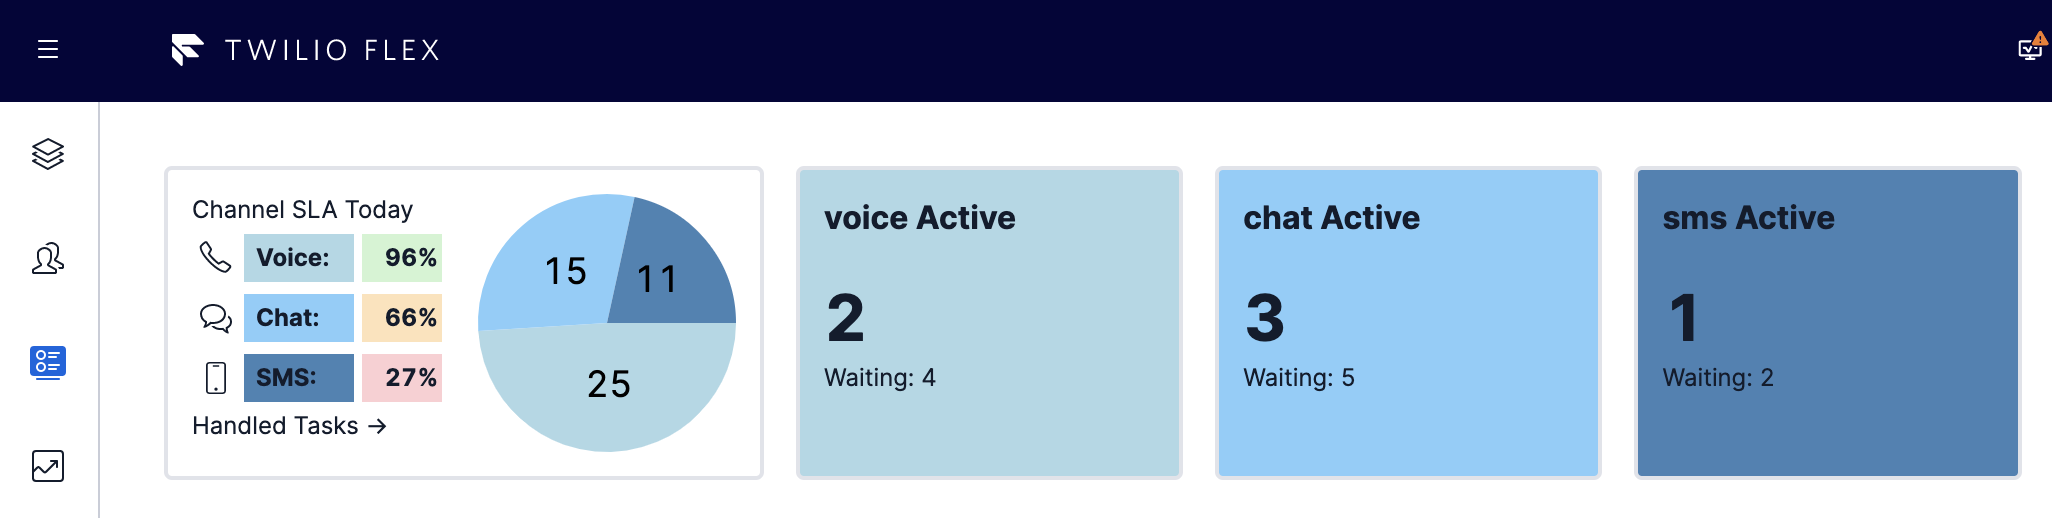 TWILIO FLEX
Channel SLA Today
Voice: 96%
Chat: 66%
SMS: 27%
Handled Tasks →
15
11
25
voice Active
2
Waiting: 4
chat Active
3
Waiting: 5
sms Active
1
Waiting: 2